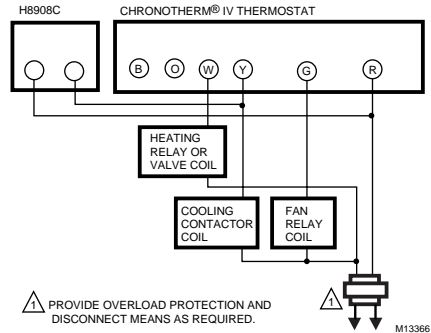 H8908C
CHRONOTHERM® IV THERMOSTAT
B O W Y G R
HEATING
RELAY OR
VALVE COIL
COOLING
CONTACTOR
COIL
FAN
RELAY
COIL
1 PROVIDE OVERLOAD PROTECTION AND
DISCONNECT MEANS AS REQUIRED.
1
M13366